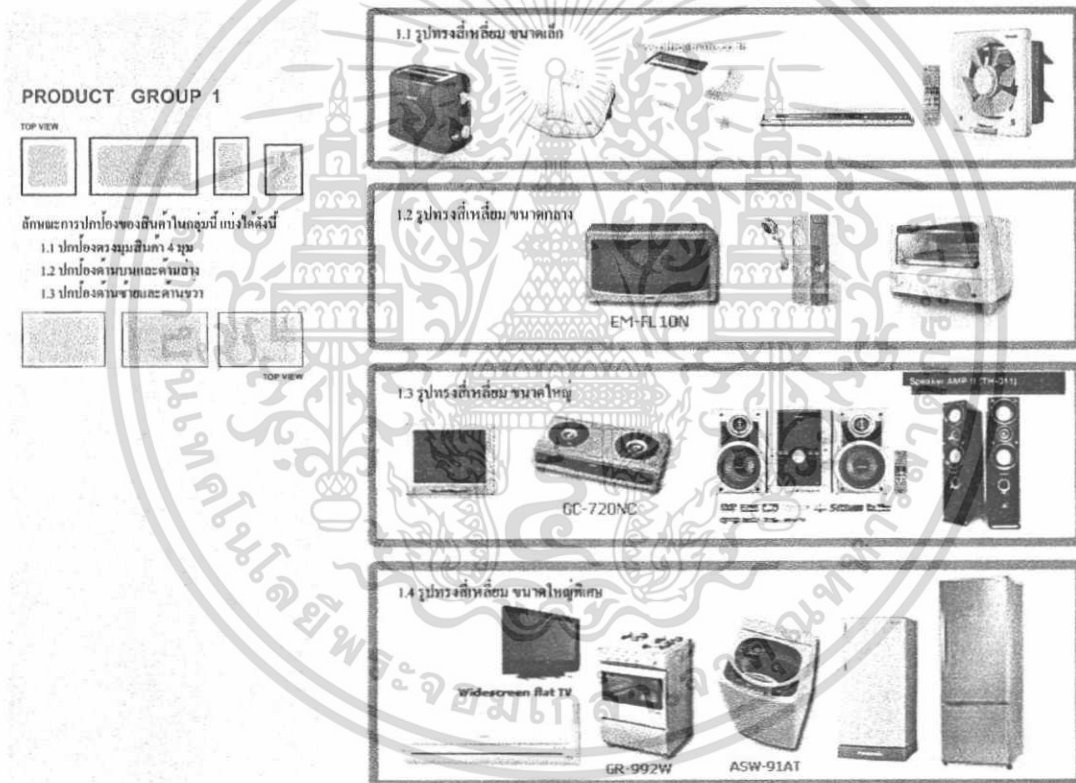 PRODUCT GROUP 1
TOP VIEW
ลักษณะการปกป้องของสินค้าในกลุ่มนี้ แบ่งได้ดังนี้
1.1 ปกป้องตรงมุมสินค้า 4 มุม
1.2 ปกป้องด้านบนและด้านล่าง
1.3 ปกป้องด้านซ้ายและด้านขวา
TOP VIEW
1.1 รูปทรงสี่เหลี่ยม ขนาดเล็ก
1.2 รูปทรงสี่เหลี่ยม ขนาดกลาง
EM-FL10N
1.3 รูปทรงสี่เหลี่ยม ขนาดใหญ่
Speaker AMP II (TH-011)
GC-720NC
1.4 รูปทรงสี่เหลี่ยม ขนาดใหญ่พิเศษ
Widescreen flat TV
GR-992W
ASW-91AT
Panasonic